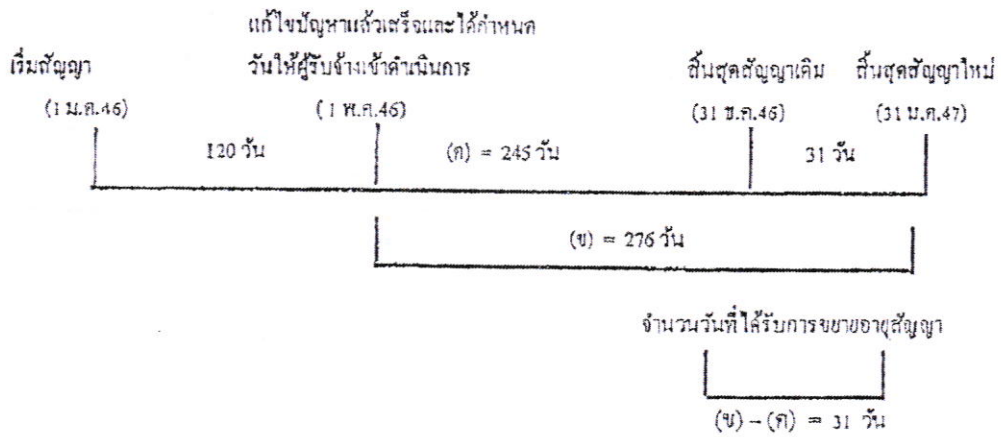 แก้ไขปัญหาแล้วเสร็จและได้กำหนด
เริ่มสัญญา วันให้ผู้รับจ้างเข้าดำเนินการ สิ้นสุดสัญญาเดิม สิ้นสุดสัญญาใหม่
(1 ม.ค.46) (1 พ.ค.46) (31 ธ.ค.46) (31 ม.ค.47)
120 วัน (ค) = 245 วัน 31 วัน
(ข) = 276 วัน
จำนวนวันที่ได้รับการขยายอายุสัญญา
(ข) – (ค) = 31 วัน